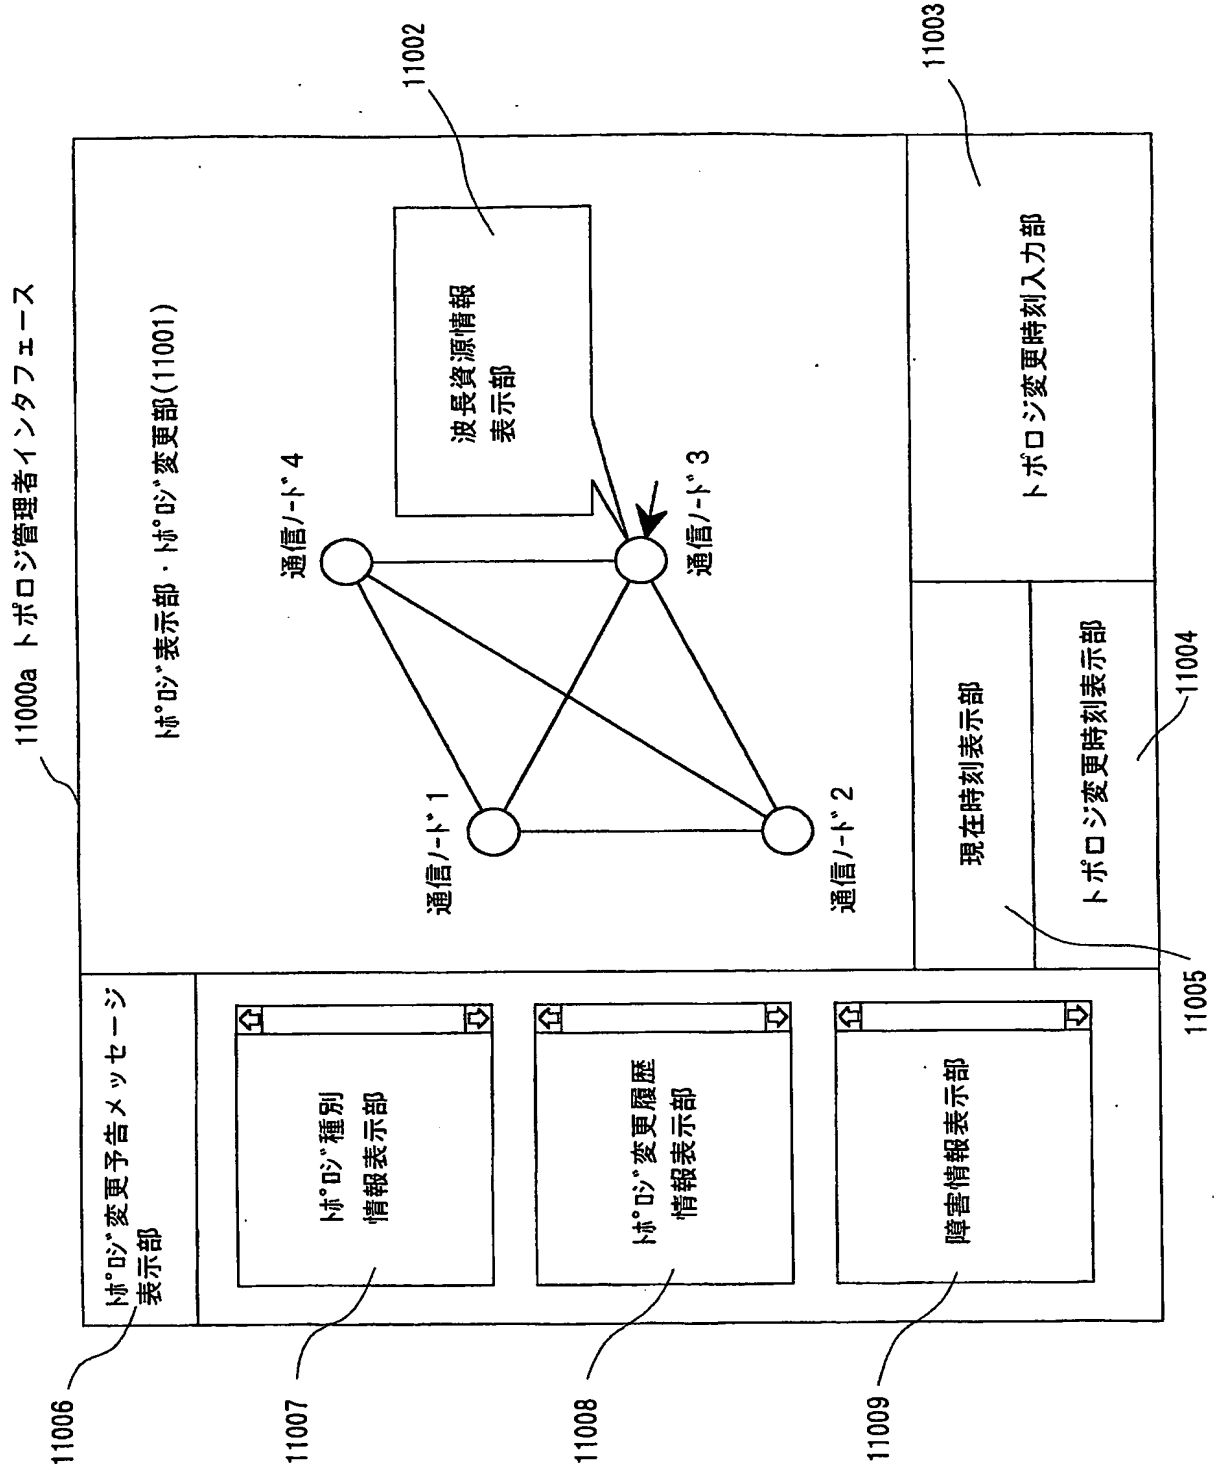 11000a トポロジ管理者インタフェース
11006
トポロジ変更予告メッセージ
表示部
トポロジ表示部・トポロジ変更部(11001)
11002
波長資源情報
表示部
通信ノード4
通信ノード3
通信ノード1
通信ノード2
11007
トポロジ種別
情報表示部
11008
トポロジ変更履歴
情報表示部
11009
障害情報表示部
現在時刻表示部
11005
トポロジ変更時刻表示部
11004
トポロジ変更時刻入力部
11003